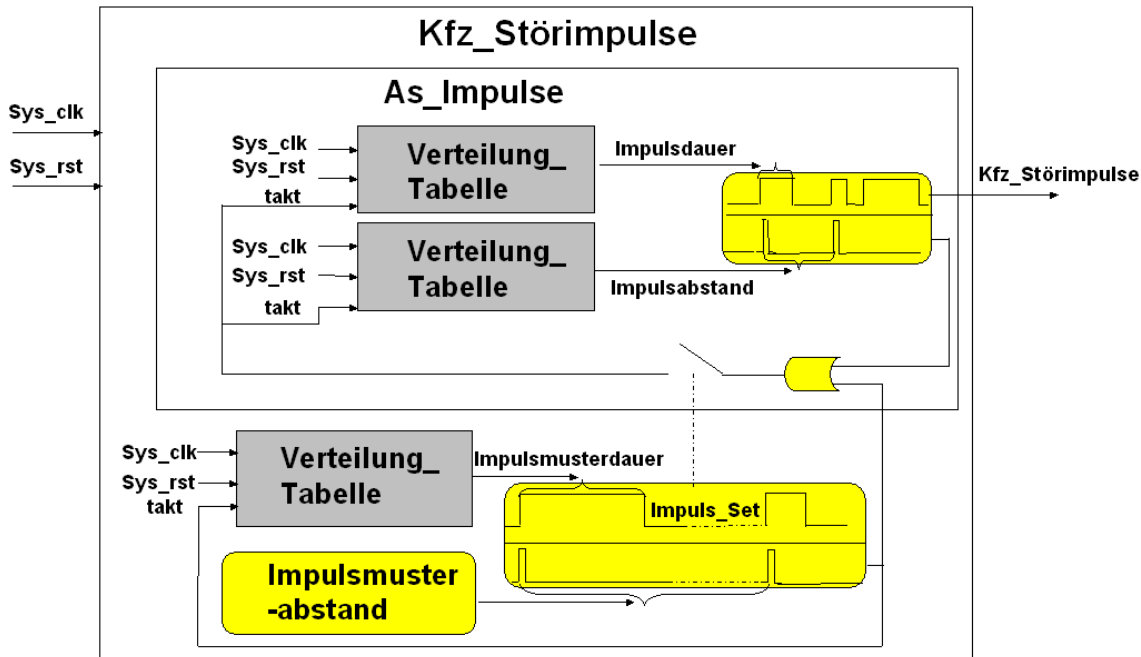 Kfz_Störimpulse
As_Impulse
Sys_clk
Sys_rst
Sys_clk
Sys_rst
takt
Verteilung_
Tabelle
Impulsdauer
Kfz_Störimpulse
Sys_clk
Sys_rst
takt
Verteilung_
Tabelle
Impulsabstand
Sys_clk
Sys_rst
takt
Verteilung_
Tabelle
Impulsmusterdauer
Impuls_Set
Impulsmuster
-abstand